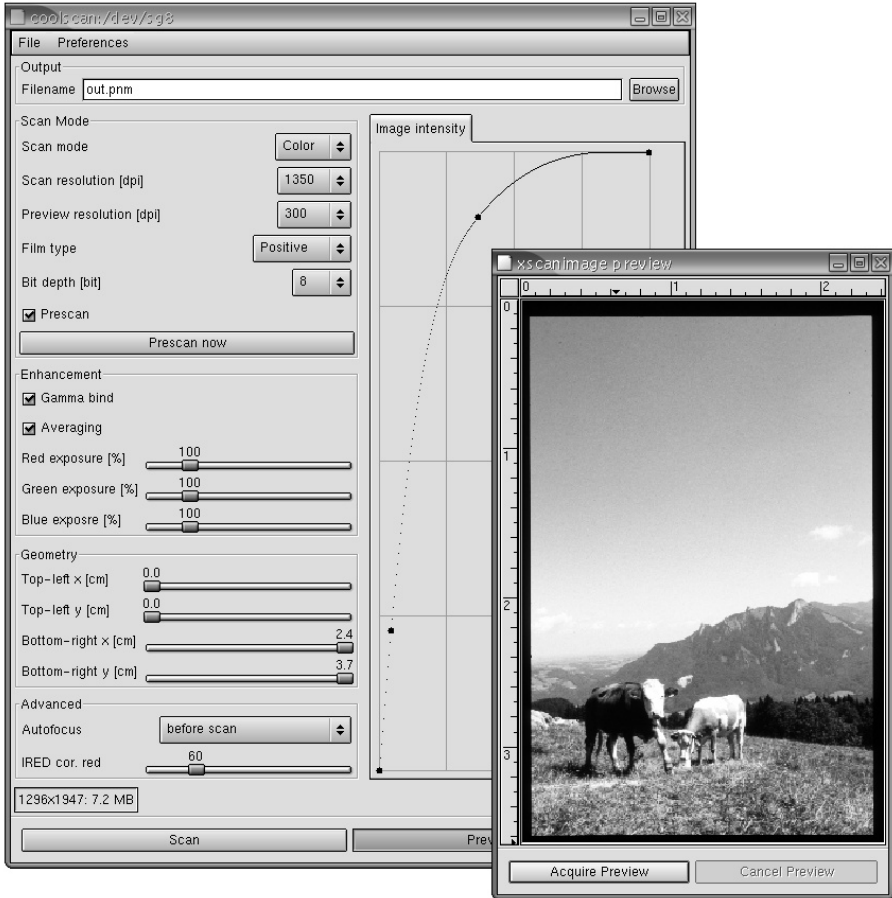 coolscan:/dev/sg8
File Preferences
Output
Filename out.pnm Browse
Scan Mode
Scan mode Color
Scan resolution [dpi] 1350
Preview resolution [dpi] 300
Film type Positive
Bit depth [bit] 8
Prescan
Prescan now
Enhancement
Gamma bind
Averaging
Red exposure [%] 100
Green exposure [%] 100
Blue exposre [%] 100
Geometry
Top-left x [cm] 0.0
Top-left y [cm] 0.0
Bottom-right x [cm] 2.4
Bottom-right y [cm] 3.7
Advanced
Autofocus before scan
IRED cor. red 60
1296x1947: 7.2 MB
Scan
Prev
Image intensity
xscanimage preview
0 1 2
0
1
2
3
Acquire Preview Cancel Preview